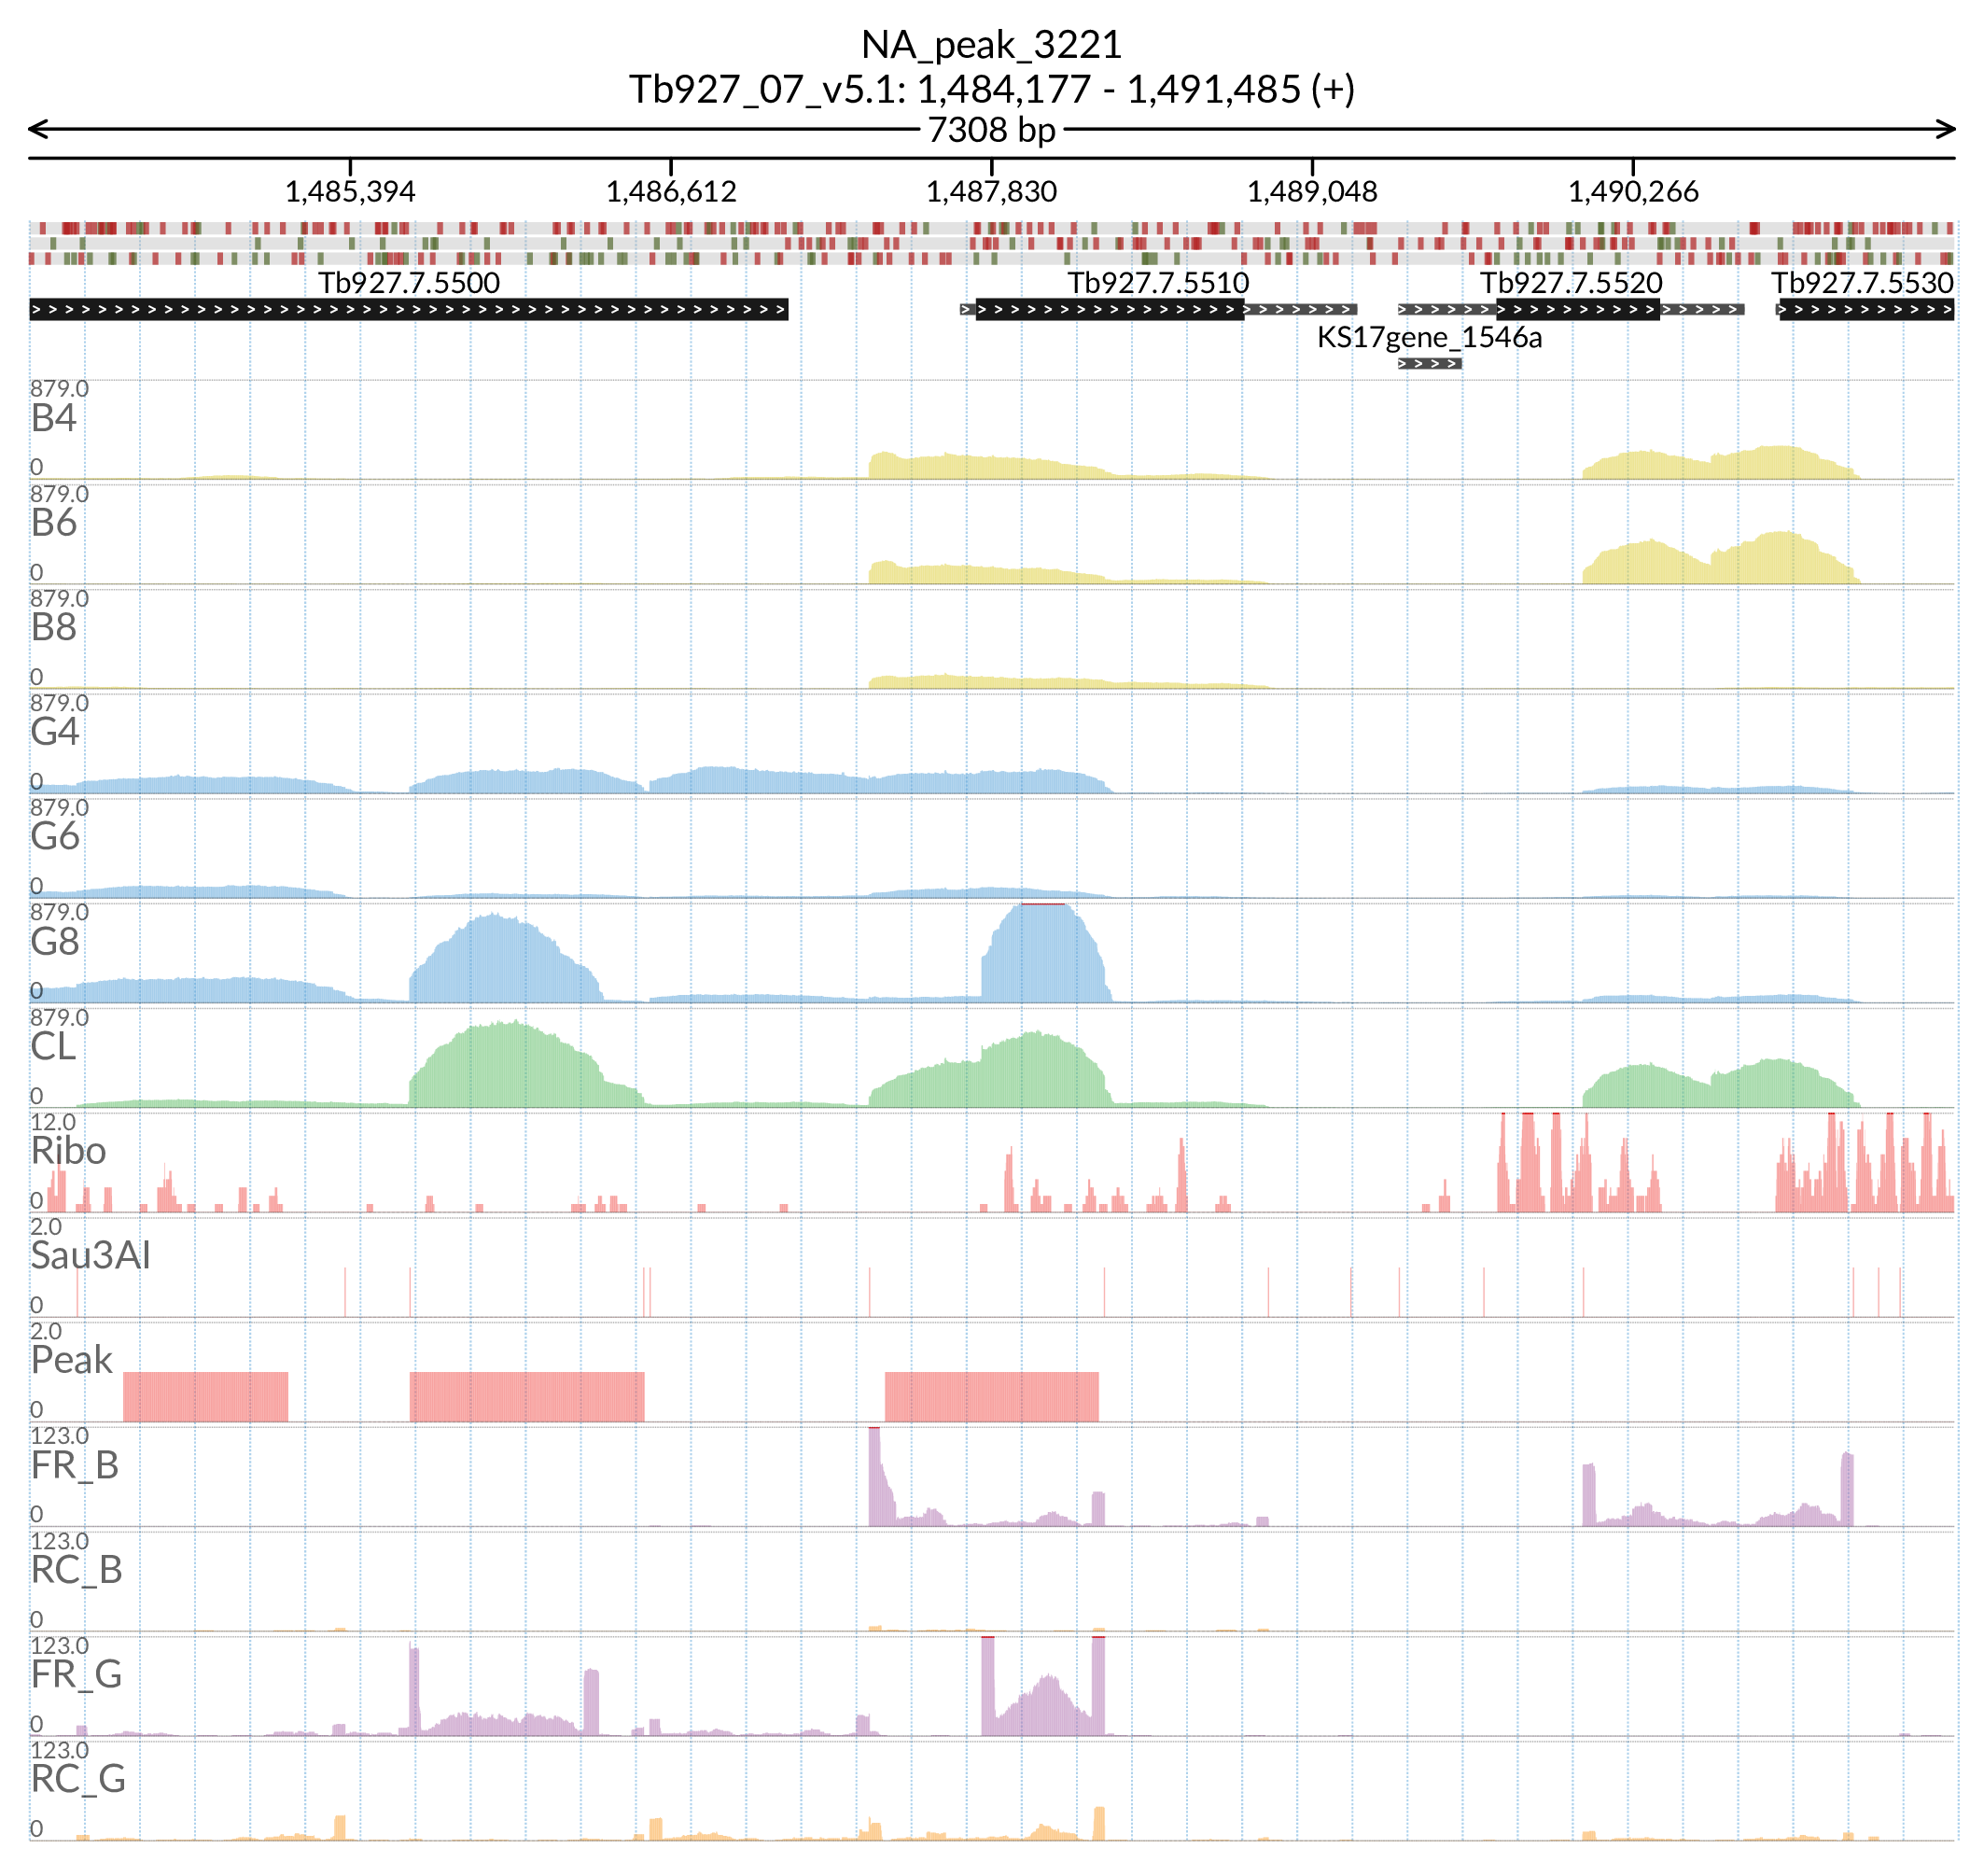 NA_peak_3221
Tb927_07_v5.1: 1,484,177 - 1,491,485 (+)
7308 bp
1,485,394 1,486,612 1,487,830 1,489,048 1,490,266
Tb927.7.5500 Tb927.7.5510 Tb927.7.5520 Tb927.7.5530
KS17gene_1546a
879.0
B4
0
879.0
B6
0
879.0
B8
0
879.0
G4
0
879.0
G6
0
879.0
G8
0
879.0
CL
0
12.0
Ribo
0
2.0
Sau3AI
0
2.0
Peak
0
123.0
FR_B
0
123.0
RC_B
0
123.0
FR_G
0
123.0
RC_G
0